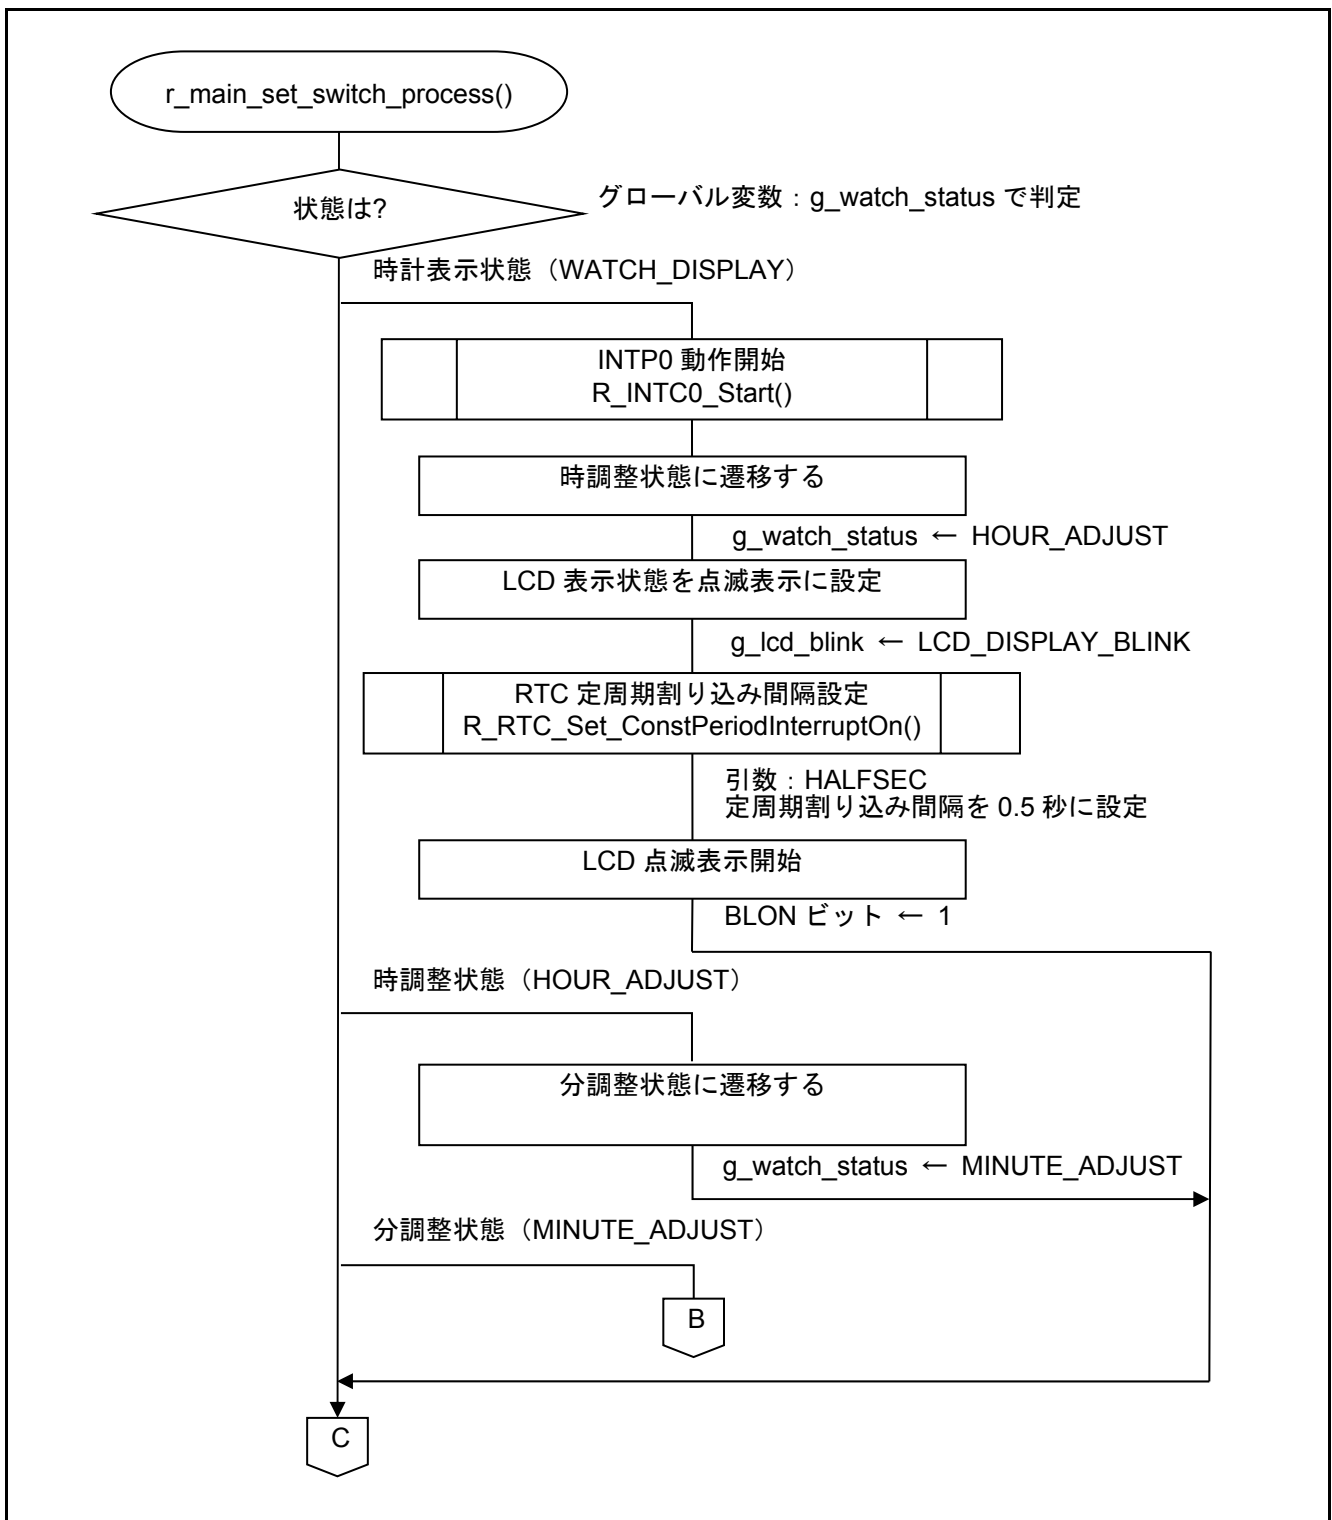 r_main_set_switch_process()
状態は?
グローバル変数：g_watch_status で判定
時計表示状態（WATCH_DISPLAY）
INTP0 動作開始
R_INTC0_Start()
時調整状態に遷移する
g_watch_status ← HOUR_ADJUST
LCD 表示状態を点滅表示に設定
g_lcd_blink ← LCD_DISPLAY_BLINK
RTC 定周期割り込み間隔設定
R_RTC_Set_ConstPeriodInterruptOn()
引数：HALFSEC
定周期割り込み間隔を 0.5 秒に設定
LCD 点滅表示開始
BLON ビット ← 1
時調整状態（HOUR_ADJUST）
分調整状態に遷移する
g_watch_status ← MINUTE_ADJUST
分調整状態（MINUTE_ADJUST）
B
C